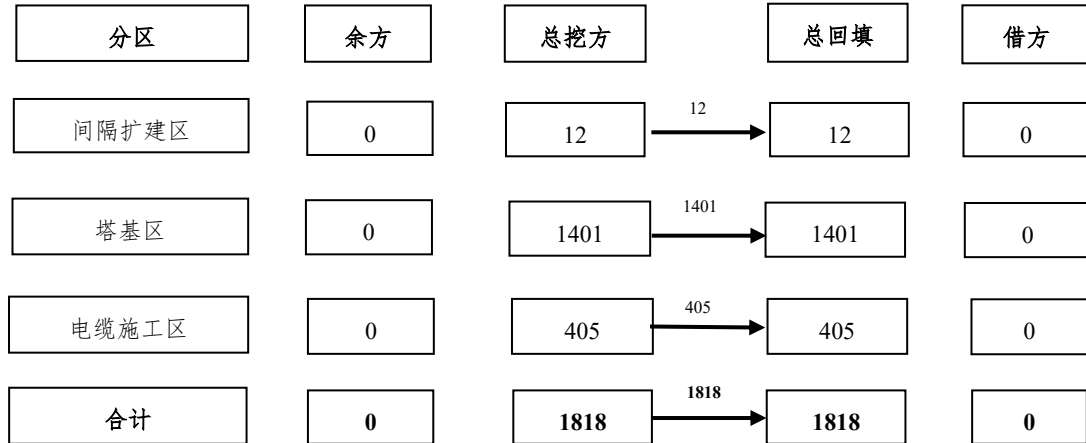 分区 余方 总挖方 总回填 借方
间隔扩建区 0 12 12 12 0
塔基区 0 1401 1401 1401 0
电缆施工区 0 405 405 405 0
合计 0 1818 1818 1818 0